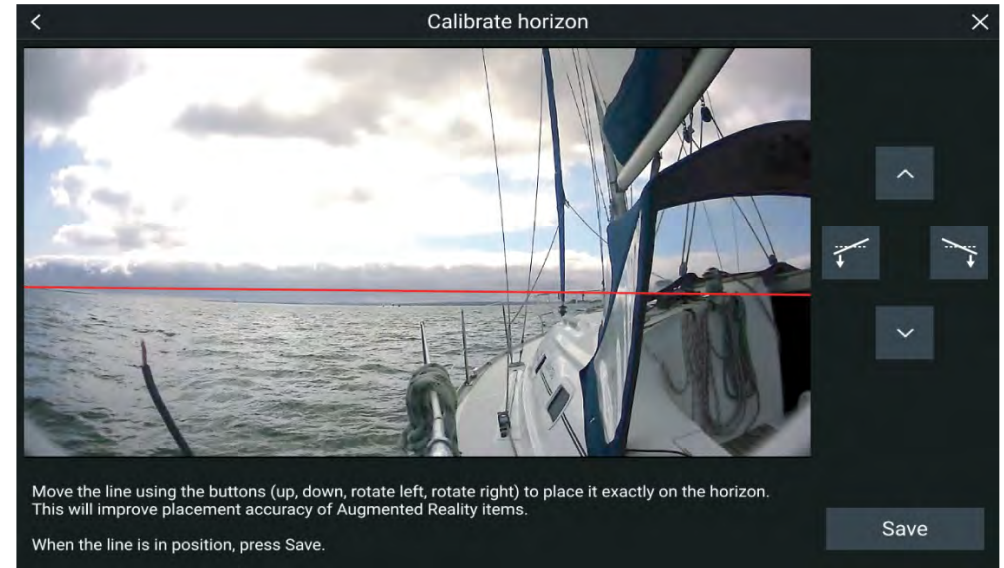 Calibrate horizon
Move the line using the buttons (up, down, rotate left, rotate right) to place it exactly on the horizon.
This will improve placement accuracy of Augmented Reality items.
When the line is in position, press Save.
Save